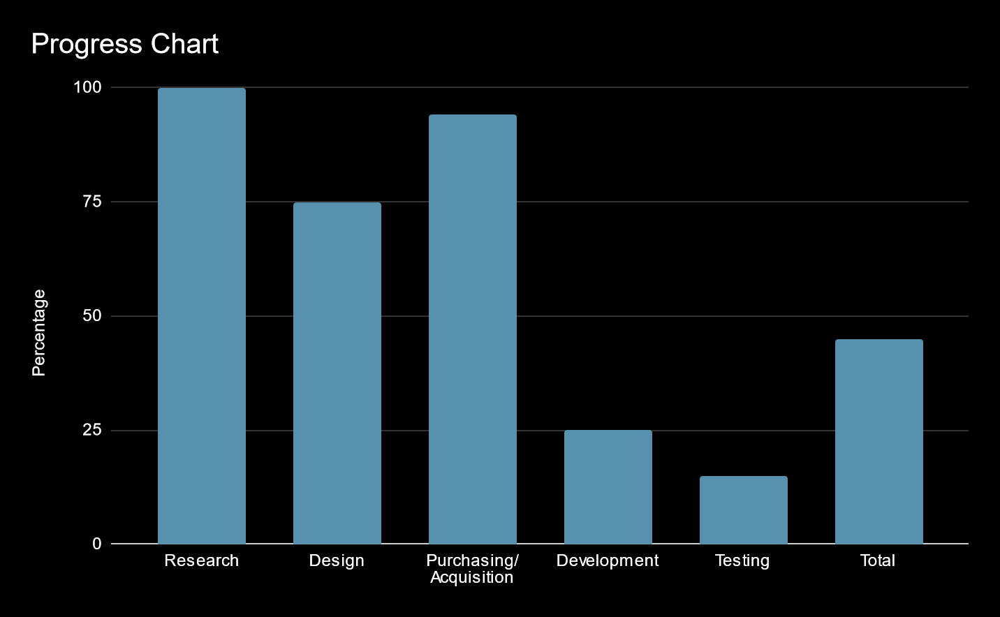 Progress Chart
100
75
50
25
0
Percentage
Research
Design
Purchasing/
Acquisition
Development
Testing
Total